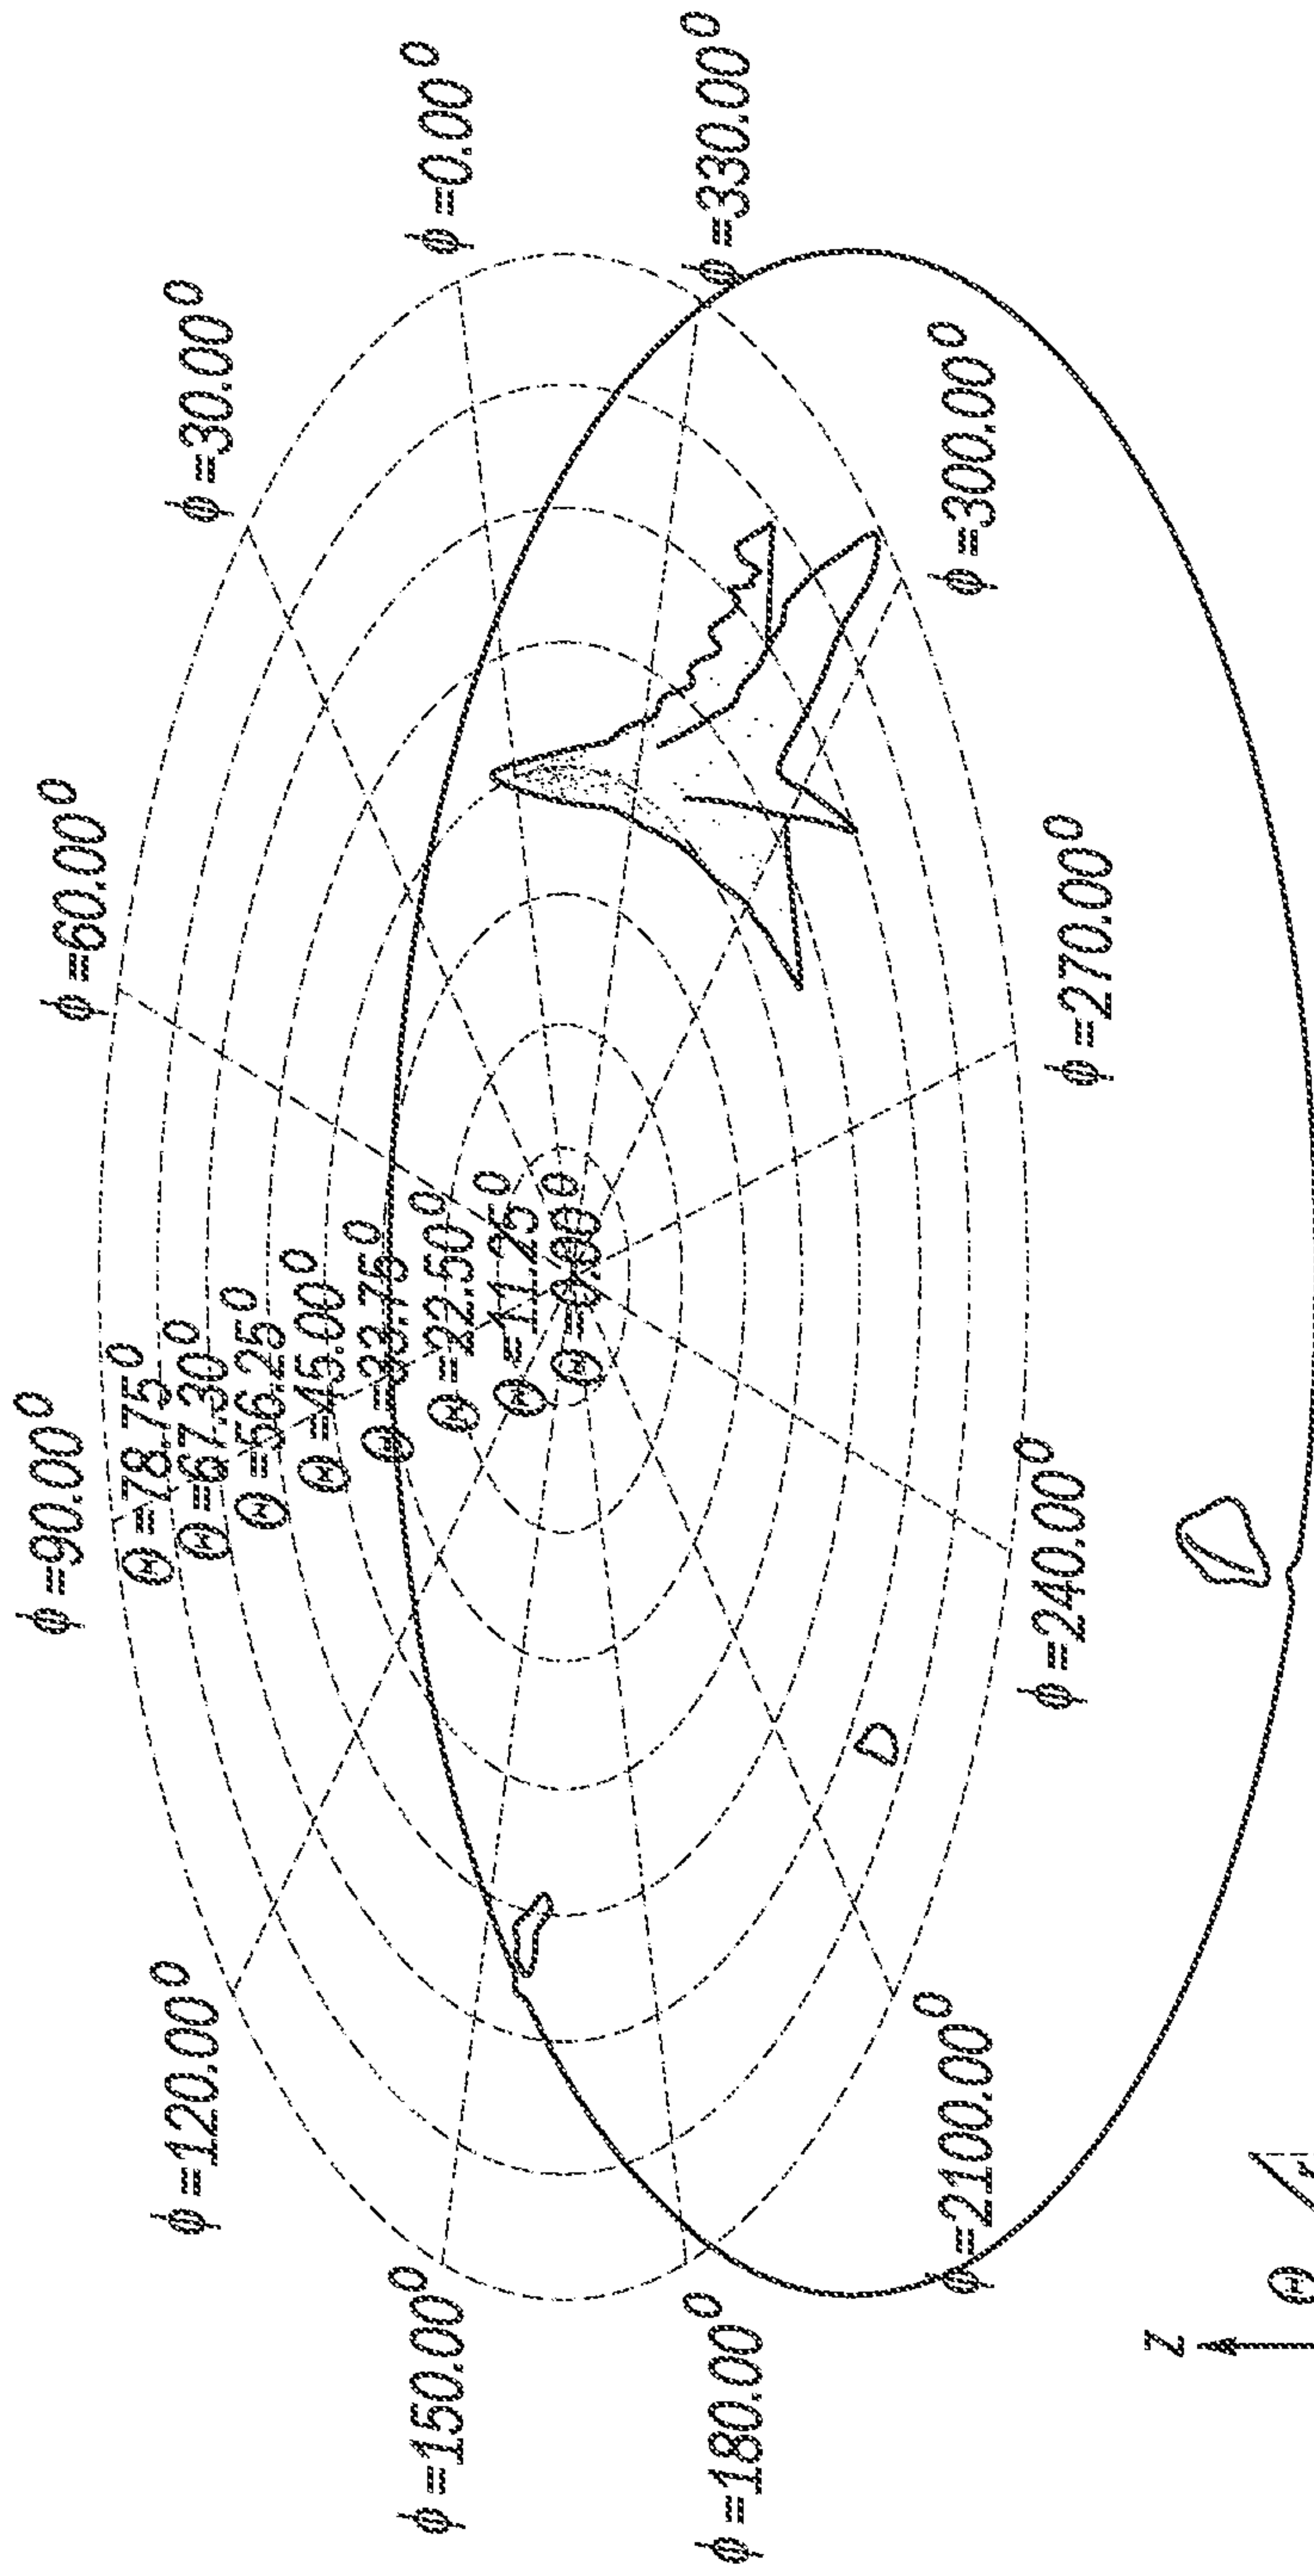 ϕ =90.00°
ϕ =60.00°
ϕ =30.00°
ϕ =0.00°
ϕ =330.00°
ϕ =300.00°
ϕ =270.00°
ϕ =240.00°
ϕ =2100.00°
ϕ =180.00°
ϕ =150.00°
ϕ =120.00°
Θ =78.75°
Θ =67.30°
Θ =56.25°
Θ =45.00°
Θ =33.75°
Θ =22.50°
Θ =11.25°
Θ =0.00°
Z
Θ
r